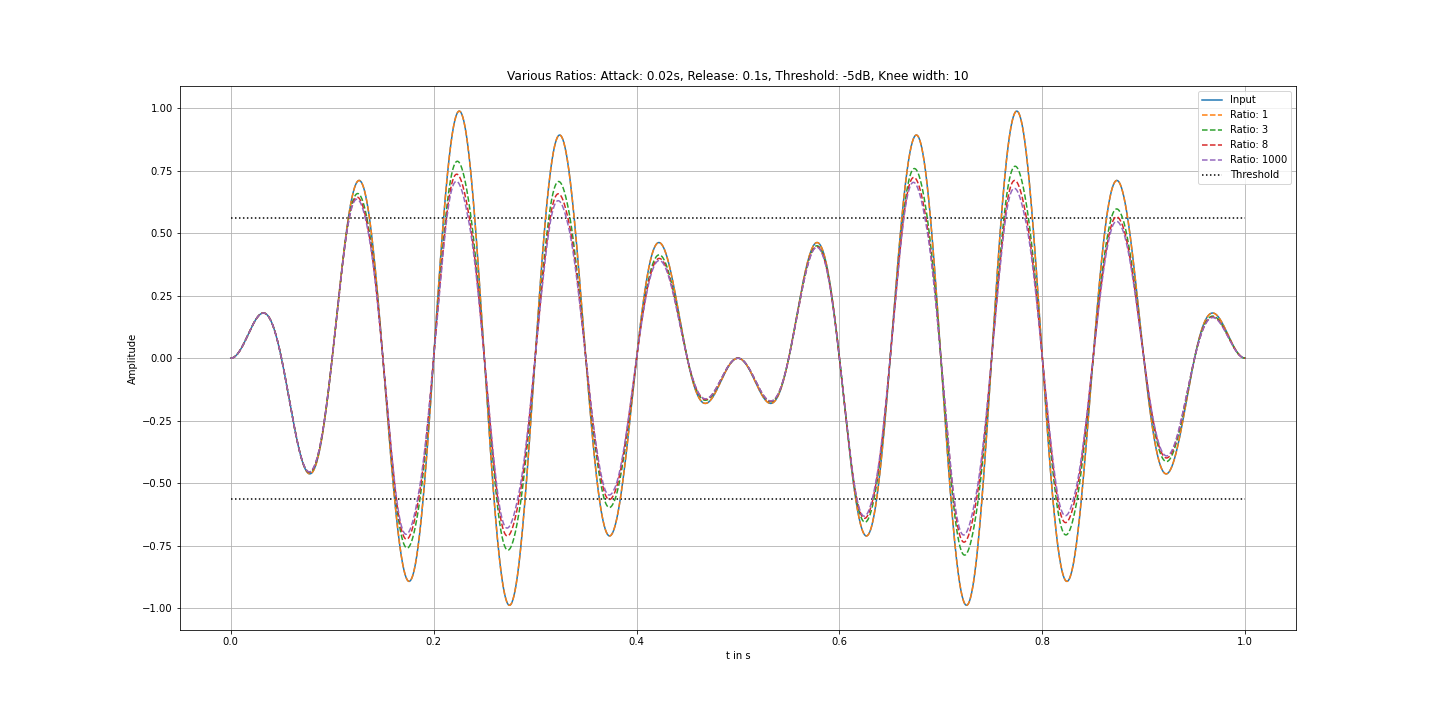 Various Ratios: Attack: 0.02s, Release: 0.1s, Threshold: -5dB, Knee width: 10
Input
Ratio: 1
Ratio: 3
Ratio: 8
Ratio: 1000
Threshold
Amplitude
1.00
0.75
0.50
0.25
0.00
−0.25
−0.50
−0.75
−1.00
0.0 0.2 0.4 0.6 0.8 1.0
t in s